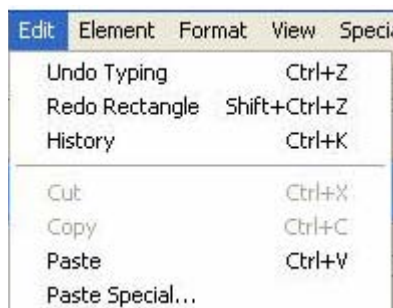 Edit Element Format View Speci
Undo Typing Ctrl+Z
Redo Rectangle Shift+Ctrl+Z
History Ctrl+K
Cut Ctrl+X
Copy Ctrl+C
Paste Ctrl+V
Paste Special...